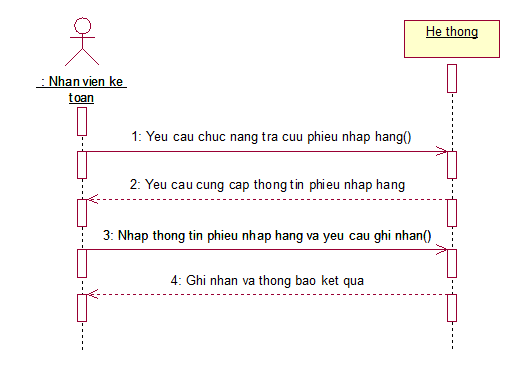 He thong
: Nhan vien ke
toan
1: Yeu cau chuc nang tra cuu phieu nhap hang()
2: Yeu cau cung cap thong tin phieu nhap hang
3: Nhap thong tin phieu nhap hang va yeu cau ghi nhan()
4: Ghi nhan va thong bao ket qua